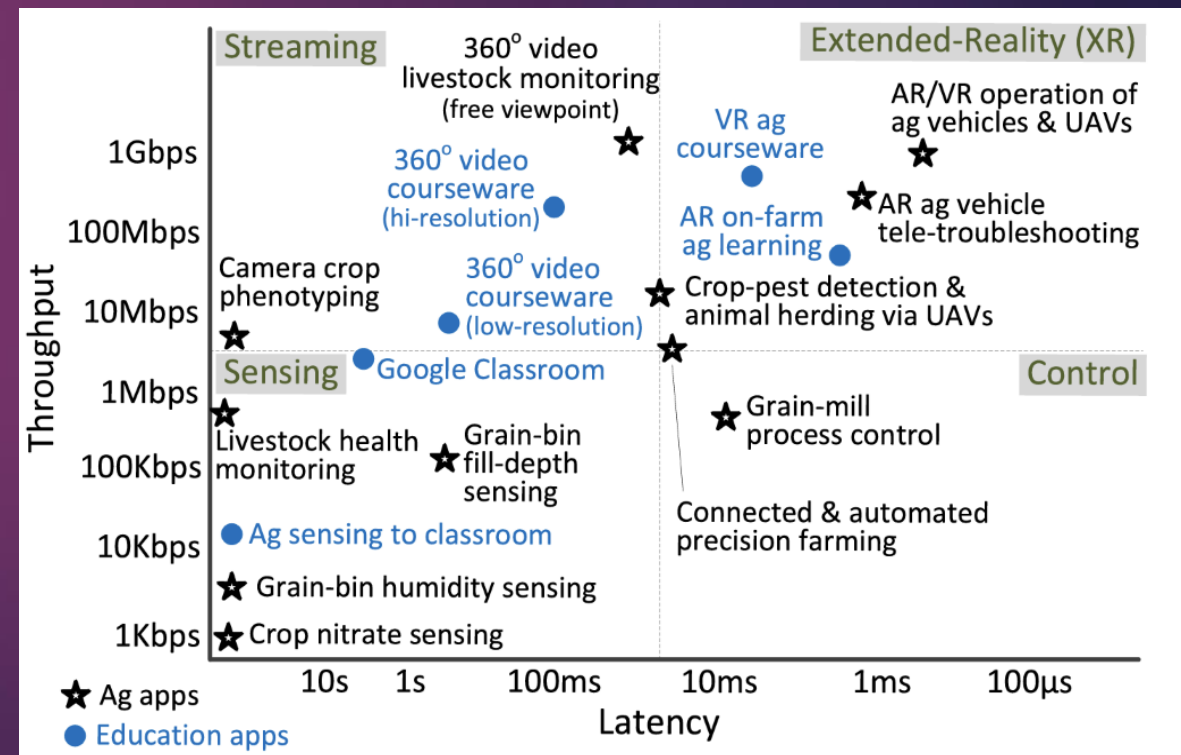 Streaming
360° video
livestock monitoring
(free viewpoint)
Extended-Reality (XR)
AR/VR operation of
ag vehicles & UAVs
VR ag
courseware
1Gbps
360° video
courseware
(hi-resolution)
AR ag vehicle
tele-troubleshooting
AR on-farm
ag learning
100Mbps
Camera crop
phenotyping
360° video
courseware
(low-resolution)
Crop-pest detection &
animal herding via UAVs
10Mbps
Throughput
Sensing
Google Classroom
Control
1Mbps
Livestock health
monitoring
Grain-bin
fill-depth
sensing
Grain-mill
process control
100Kbps
Connected & automated
precision farming
Ag sensing to classroom
10Kbps
Grain-bin humidity sensing
1Kbps
Crop nitrate sensing
10s 1s 100ms 10ms 1ms 100µs
Latency
Ag apps
Education apps